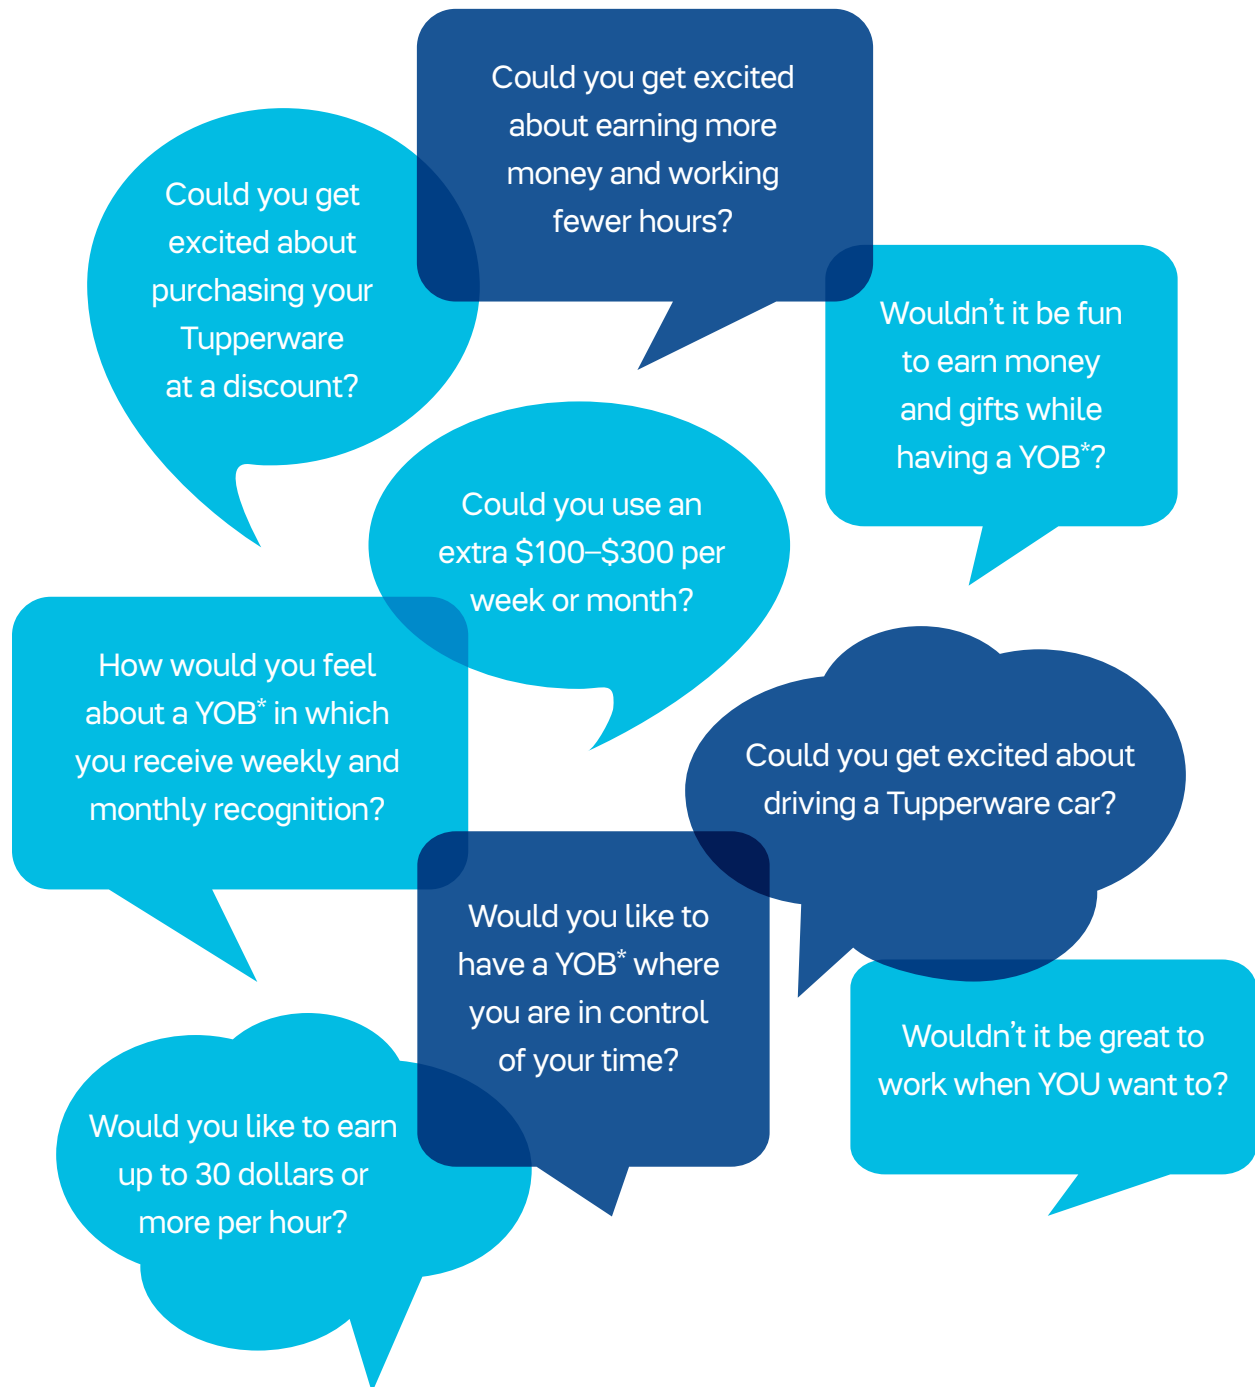 Could you get excited
about earning more
money and working
fewer hours?
Could you get
excited about
purchasing your
Tupperware
at a discount?
Wouldn't it be fun
to earn money
and gifts while
having a YOB*?
Could you use an
extra $100–$300 per
week or month?
How would you feel
about a YOB* in which
you receive weekly and
monthly recognition?
Could you get excited about
driving a Tupperware car?
Would you like to
have a YOB* where
you are in control
of your time?
Wouldn't it be great to
work when YOU want to?
Would you like to earn
up to 30 dollars or
more per hour?